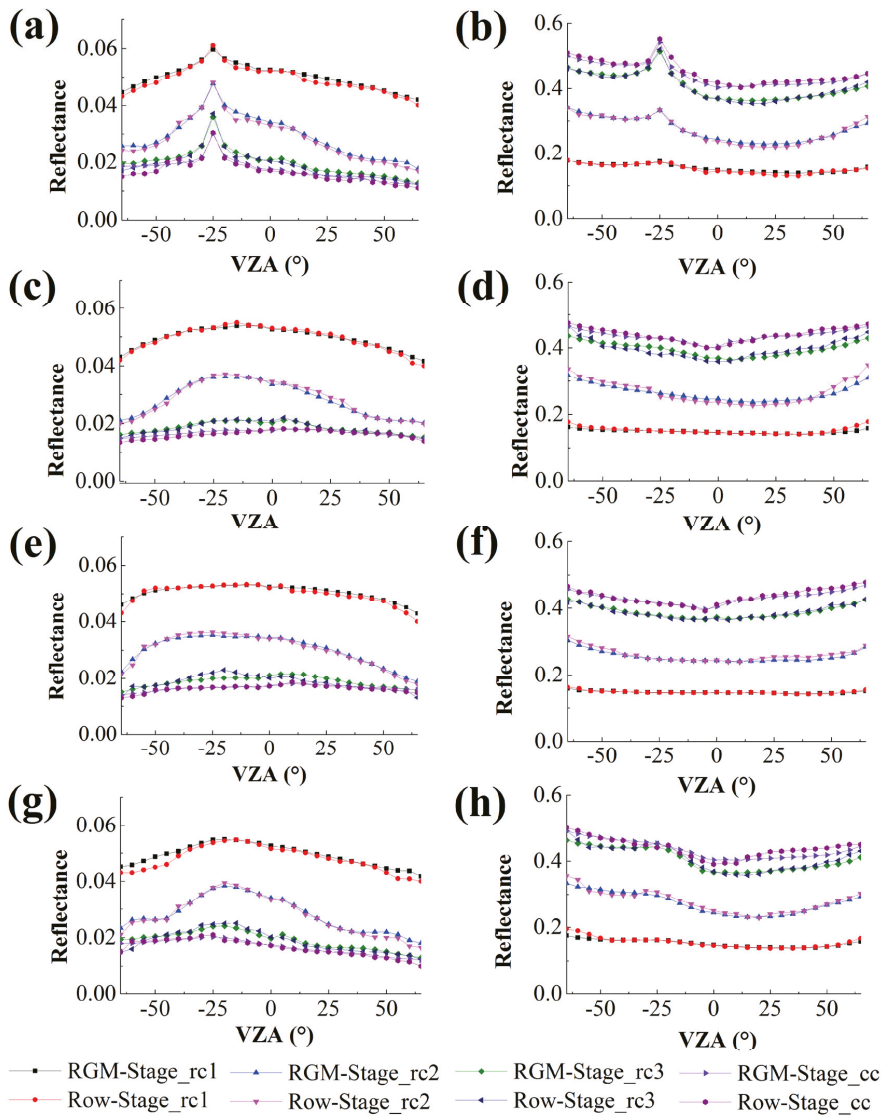 (a)
0.06
0.04
0.02
0.00
Reflectance
-50 -25 0 25 50
VZA (°)
(b)
0.6
0.4
0.2
0.0
Reflectance
-50 -25 0 25 50
VZA (°)
(c)
0.06
0.04
0.02
0.00
Reflectance
-50 -25 0 25 50
VZA
(d)
0.6
0.4
0.2
0.0
Reflectance
-50 -25 0 25 50
VZA (°)
(e)
0.06
0.04
0.02
0.00
Reflectance
-50 -25 0 25 50
VZA (°)
(f)
0.6
0.4
0.2
0.0
Reflectance
-50 -25 0 25 50
VZA (°)
(g)
0.06
0.04
0.02
0.00
Reflectance
-50 -25 0 25 50
VZA (°)
(h)
0.6
0.4
0.2
0.0
Reflectance
-50 -25 0 25 50
VZA (°)
RGM-Stage_rc1 RGM-Stage_rc2 RGM-Stage_rc3 RGM-Stage_cc
Row-Stage_rc1 Row-Stage_rc2 Row-Stage_rc3 Row-Stage_cc